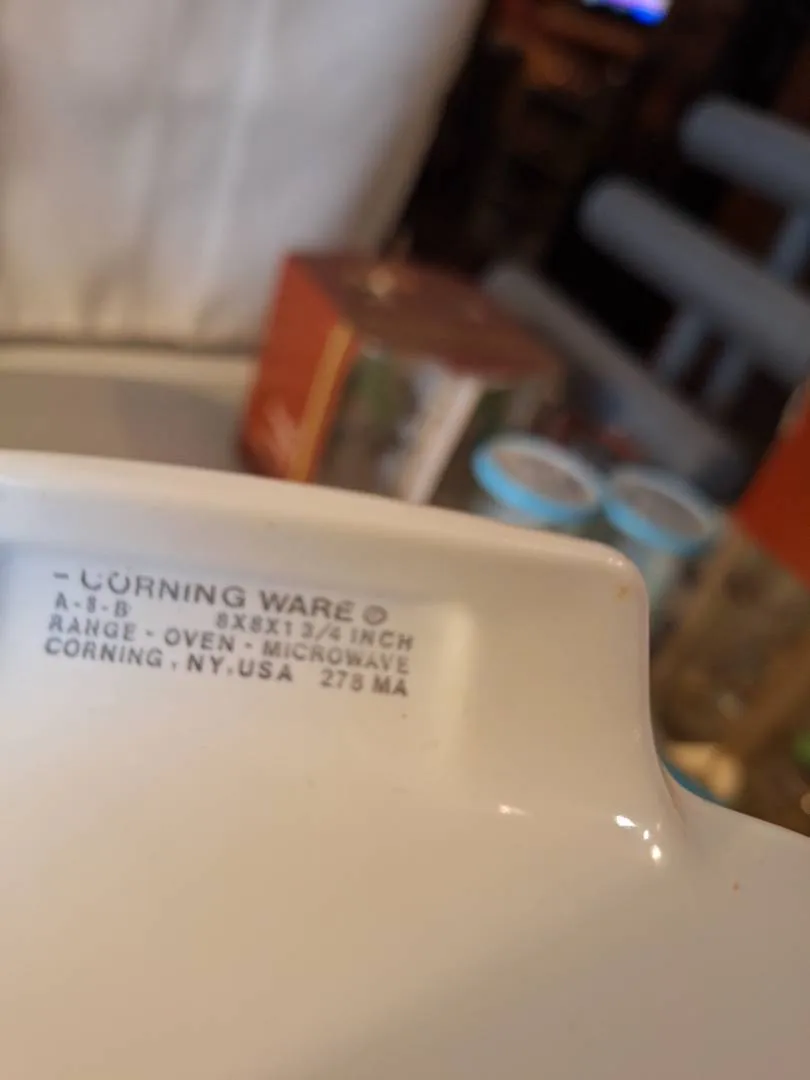 - CORNING WARE ®
A-8-B 8X8X1 3/4 INCH
RANGE - OVEN - MICROWAVE
CORNING , NY. USA 278 MA